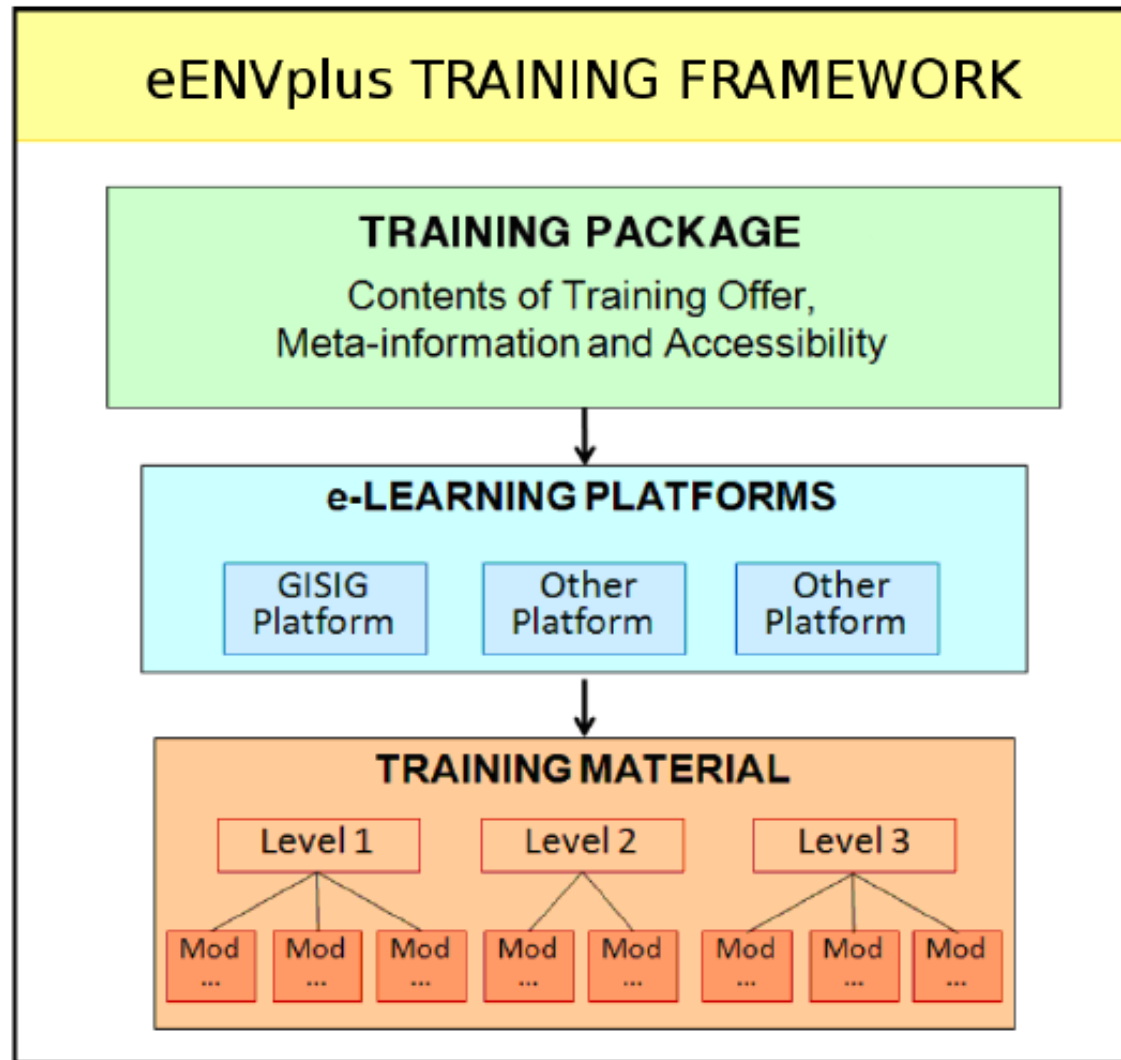 eENVplus TRAINING FRAMEWORK
TRAINING PACKAGE
Contents of Training Offer,
Meta-information and Accessibility
e-LEARNING PLATFORMS
GISIG
Platform
Other
Platform
Other
Platform
TRAINING MATERIAL
Level 1
Level 2
Level 3
Mod
...
Mod
...
Mod
...
Mod
...
Mod
...
Mod
...
Mod
...
Mod
...